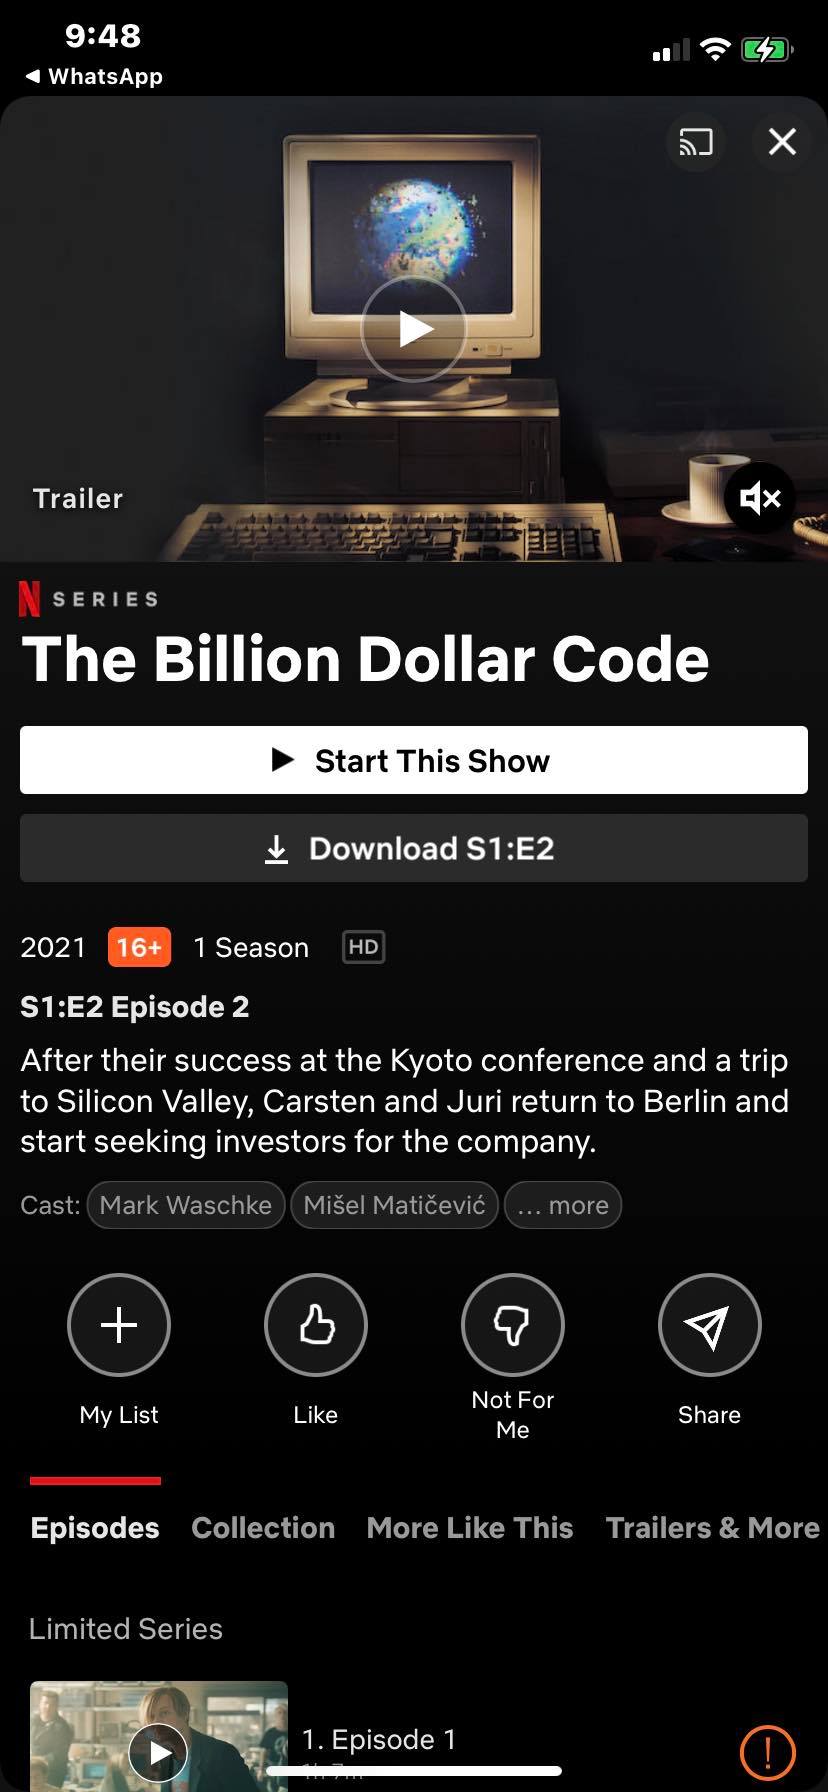 9:48
◀ WhatsApp
Trailer
N SERIES
The Billion Dollar Code
Start This Show
Download S1:E2
2021 16+ 1 Season HD
S1:E2 Episode 2
After their success at the Kyoto conference and a trip
to Silicon Valley, Carsten and Juri return to Berlin and
start seeking investors for the company.
Cast: Mark Waschke Mišel Matičević ... more
My List
Like
Not For
Me
Share
Episodes Collection More Like This Trailers & More
Limited Series
1. Episode 1